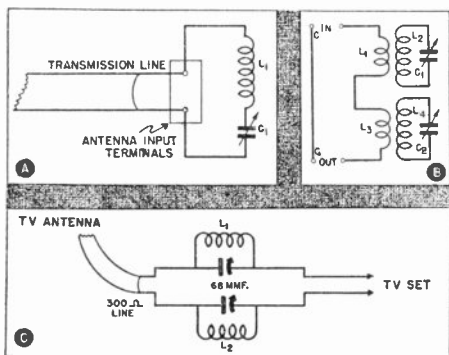 TRANSMISSION LINE
L1
C1
ANTENNA INPUT
TERMINALS
A
C IN
L1
L2
C1
L3
L4
C2
G OUT
B
TV ANTENNA
L1
68 MMF.
TV SET
300Ω
LINE
L2
C